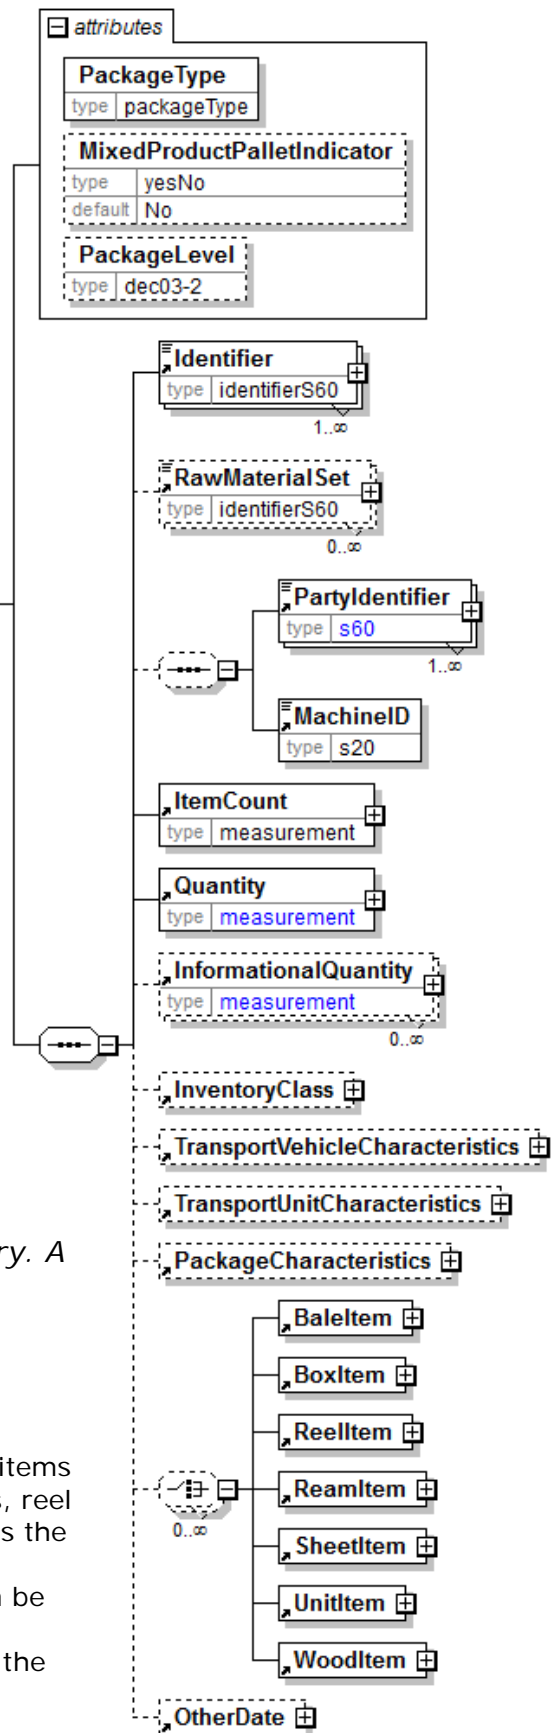 attributes
PackageType
type packageType
MixedProductPalletIndicator
type yesNo
default No
PackageLevel
type dec03-2
Identifier
type identifierS60
1..∞
RawMaterialSet
type identifierS60
0..∞
PartyIdentifier
type s60
1..∞
MachineID
type s20
ItemCount
type measurement
Quantity
type measurement
InformationalQuantity
type measurement
0..∞
InventoryClass
TransportVehicleCharacteristics
TransportUnitCharacteristics
ry. A
PackageCharacteristics
BaleItem
BoxItem
ReelItem
items
ReamItem
s, reel
0..∞
s the
SheetItem
n be
UnitItem
the
WoodItem
OtherDate